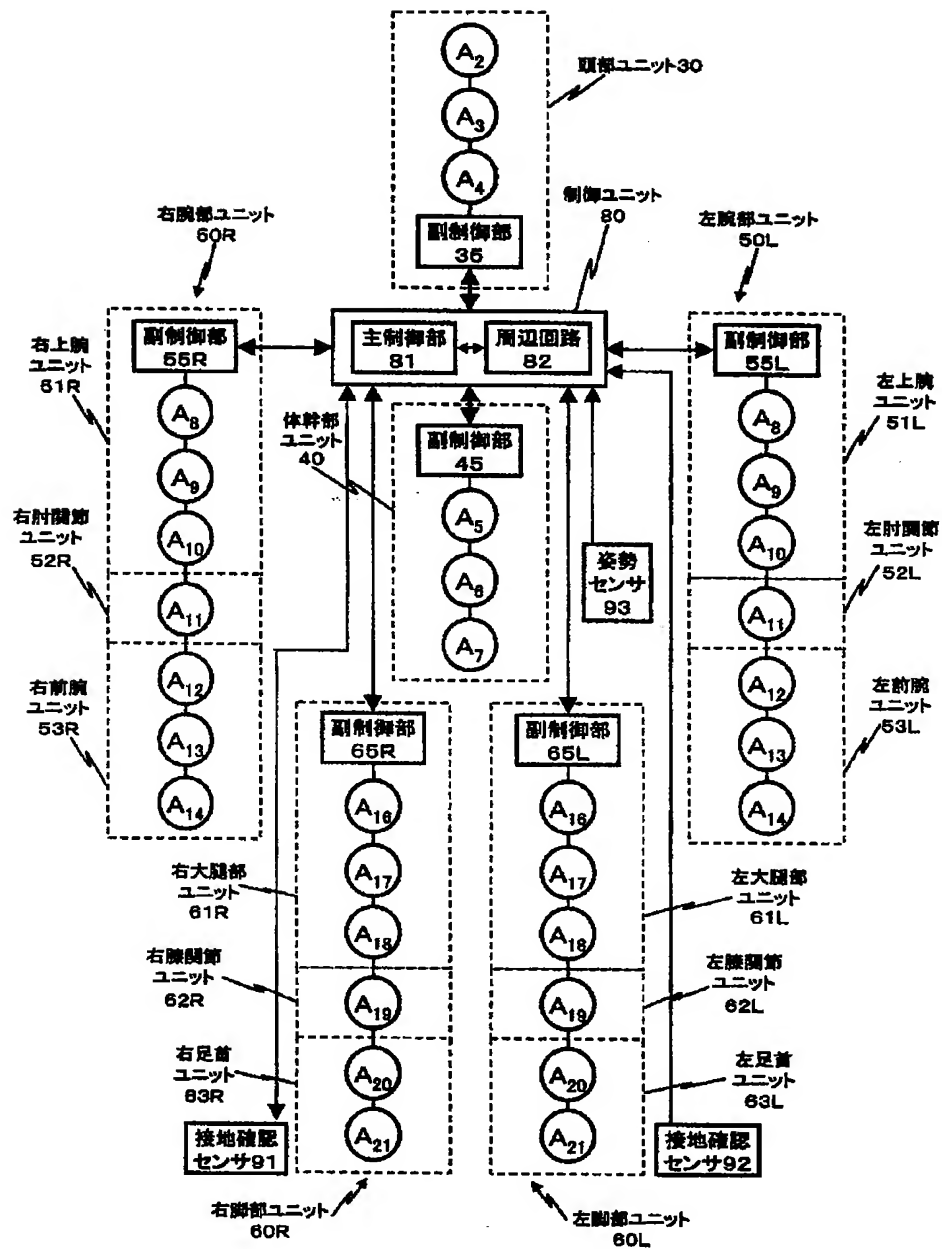 A2
A3
A4
副制御部
35
頭部ユニット30
制御ユニット
80
右腕部ユニット
60R
左腕部ユニット
50L
主制御部
81
周辺回路
82
右上腕
ユニット
51R
副制御部
55R
A8
A9
A10
右肘関節
ユニット
52R
A11
右前腕
ユニット
53R
A12
A13
A14
体幹部
ユニット
40
副制御部
45
A5
A6
A7
姿勢
センサ
93
副制御部
55L
A8
A9
A10
左上腕
ユニット
51L
A11
左肘関節
ユニット
52L
A12
A13
A14
左前腕
ユニット
53L
副制御部
65R
A16
A17
A18
右大腿部
ユニット
61R
A19
右膝関節
ユニット
62R
A20
A21
右足首
ユニット
63R
接地確認
センサ91
右脚部ユニット
60R
副制御部
65L
A16
A17
A18
左大腿部
ユニット
61L
A19
左膝関節
ユニット
62L
A20
A21
左足首
ユニット
63L
接地確認
センサ92
左脚部ユニット
60L